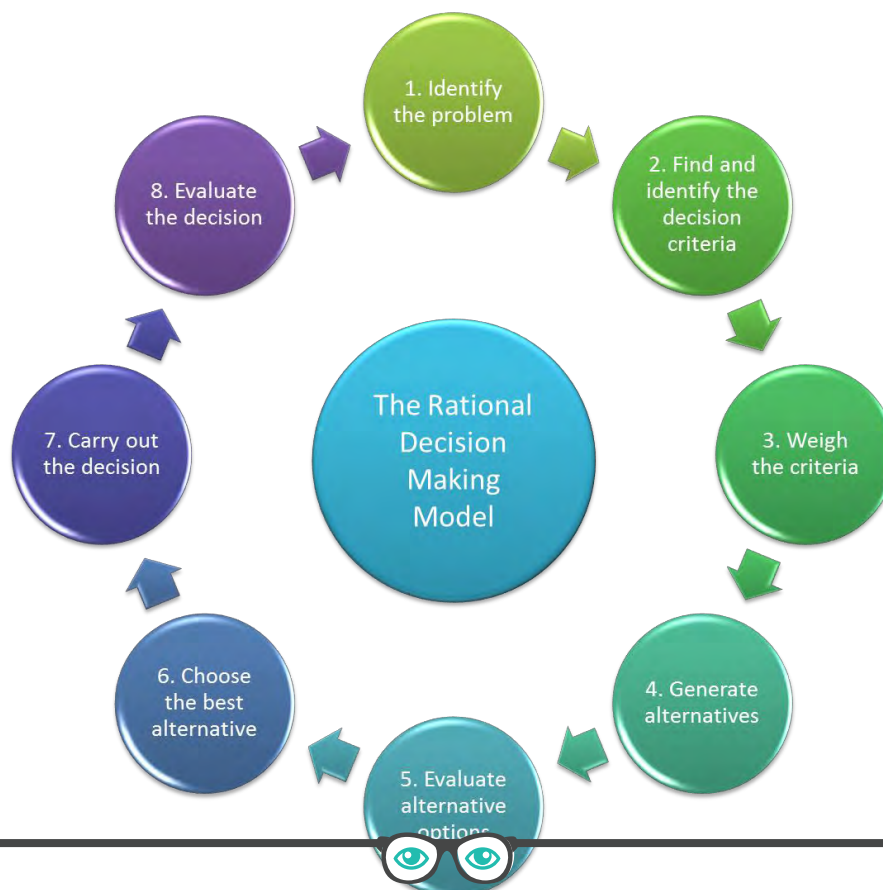 1. Identify
the problem
2. Find and
identify the
decision
criteria
3. Weigh
the criteria
4. Generate
alternatives
5. Evaluate
alternative
options
6. Choose
the best
alternative
7. Carry out
the decision
8. Evaluate
the decision
The Rational
Decision
Making
Model